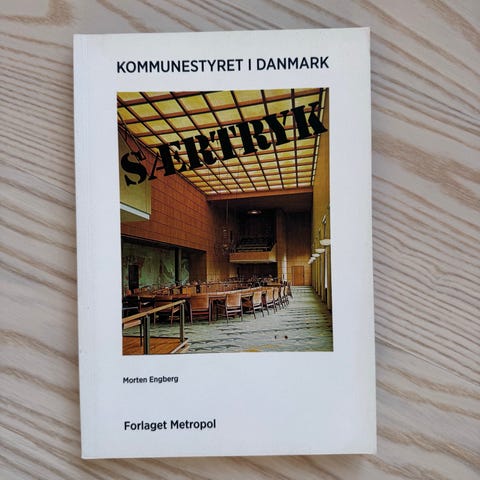 KOMMUNESTYRET I DANMARK
SÆRTRYK
Morten Engberg
Forlaget Metropol